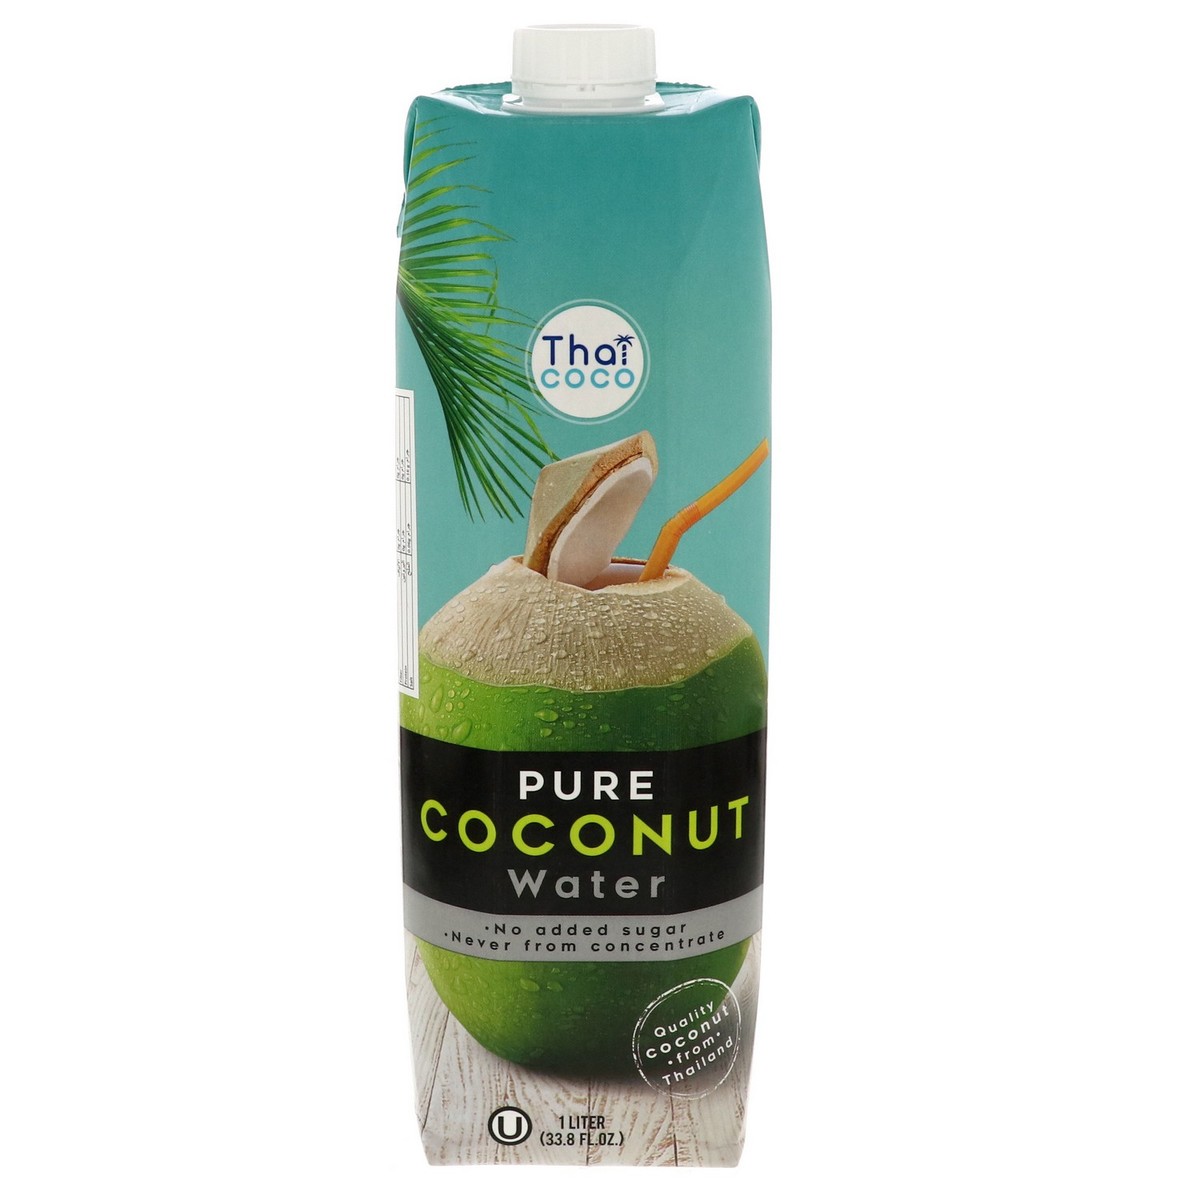 Thai
COCO
PURE
COCONUT
Water
·No added sugar
·Never from concentrate
Quality
coconut
·from·
Thailand
U
1 LITER
(33.8 FL.OZ.)